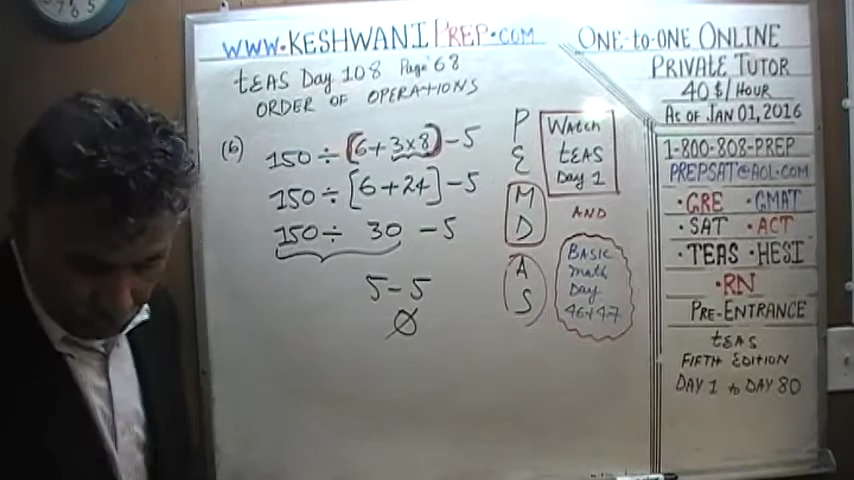 WWW.KESHWANIPREP.COM
TEAS Day 108 Page 68
ORDER OF OPERATIONS
(6) 150 ÷ [6 + 3 x 8] - 5
150 ÷ [6 + 24] - 5
150 ÷ 30 - 5
5 - 5
0
P
E
M
D
A
S
WATCH
TEAS
DAY 1
AND
BASIC
math
Day
46+47
ONE-to-ONE ONLINE
PRIVATE TUTOR
40 $/HOUR
AS OF JAN 01, 2016
1-800-808-PREP
PREPSAT@AOL.COM
•GRE •GMAT
•SAT •ACT
•TEAS •HESI
•RN
PRE-ENTRANCE
TEAS
FIFTH EDITION
DAY 1 to DAY 80